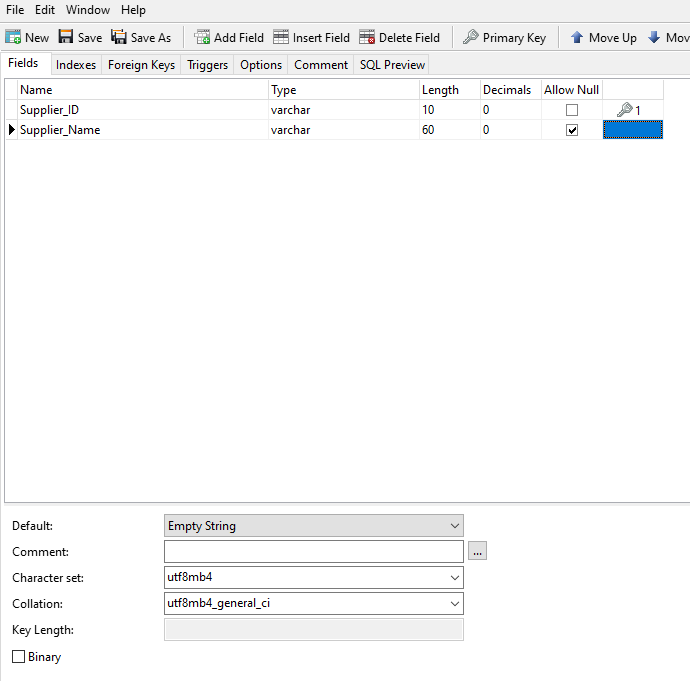 File Edit Window Help
New Save Save As Add Field Insert Field Delete Field Primary Key Move Up Mov
Fields Indexes Foreign Keys Triggers Options Comment SQL Preview
Name Type Length Decimals Allow Null
Supplier_ID varchar 10 0 1
Supplier_Name varchar 60 0
Default: Empty String
Comment: ...
Character set: utf8mb4
Collation: utf8mb4_general_ci
Key Length:
Binary